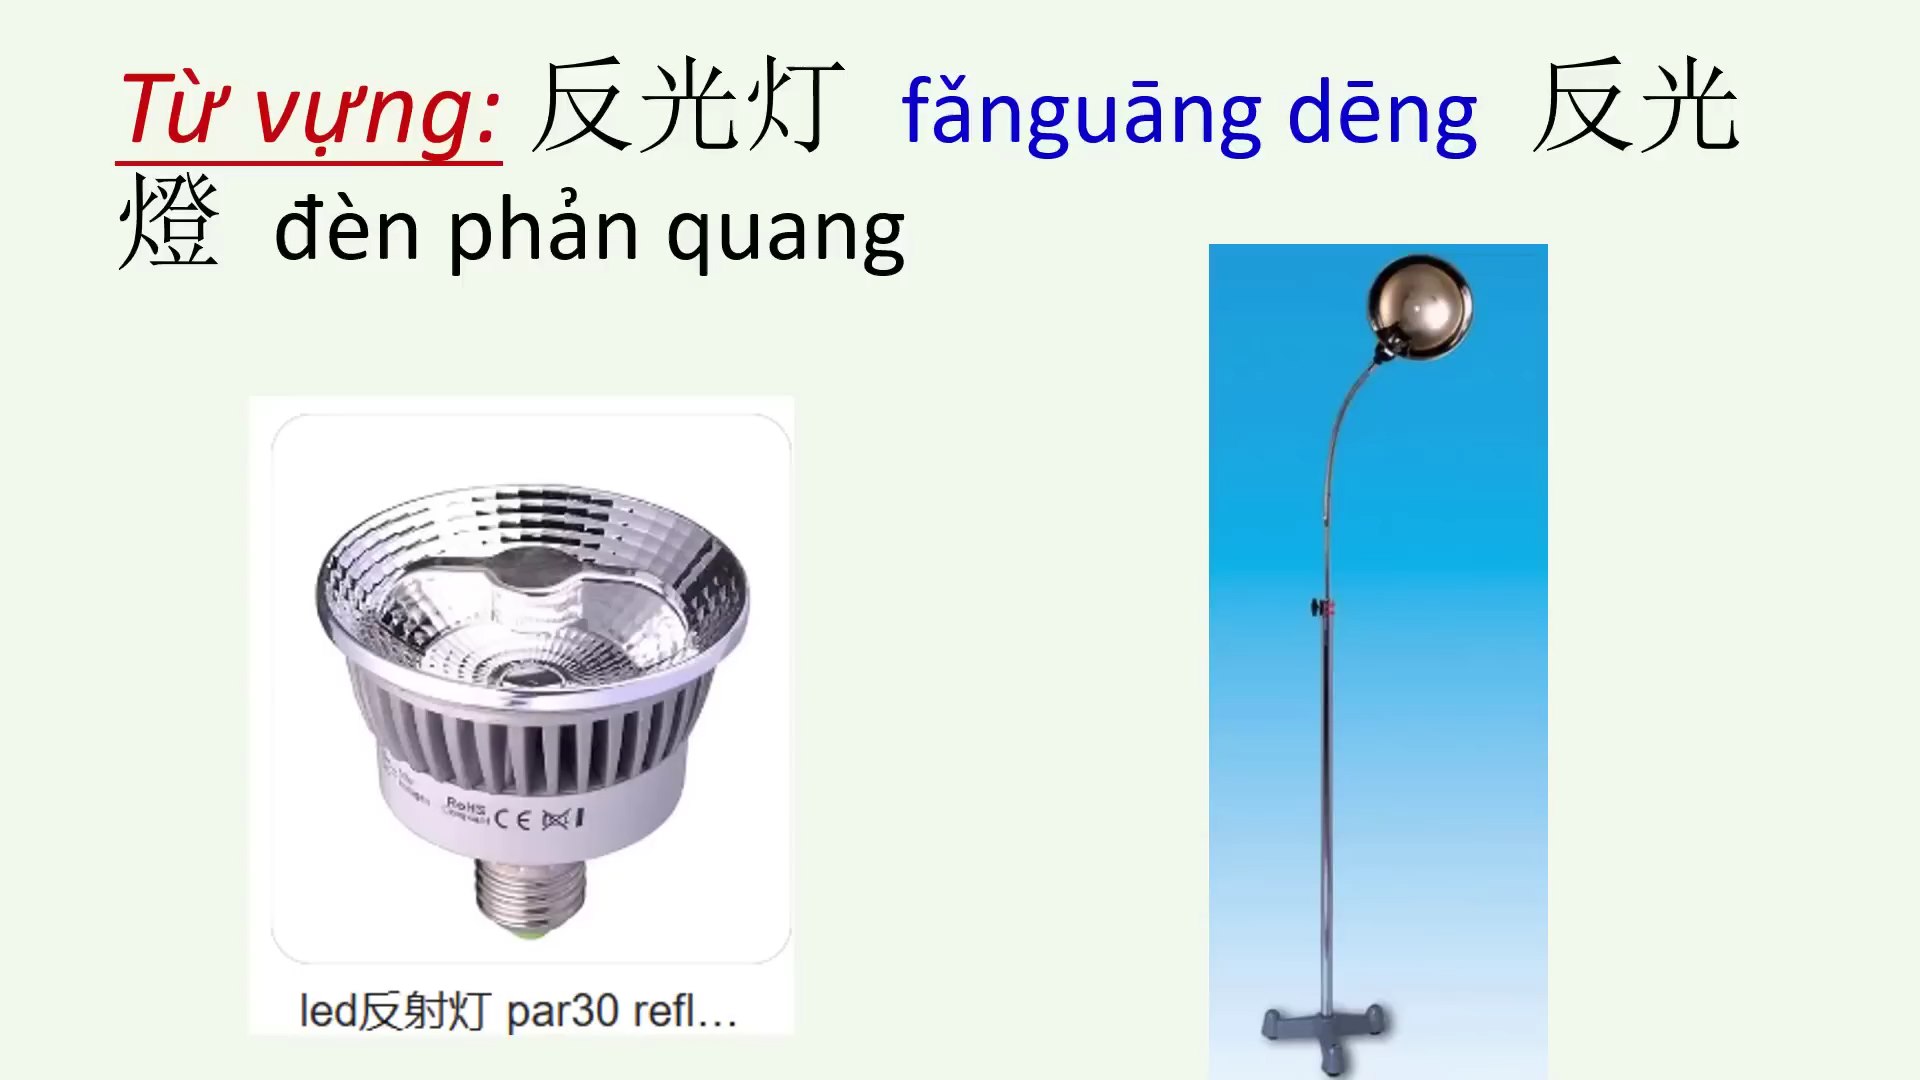 Từ vựng: 反光灯 fǎnguāng dēng 反光
燈 đèn phản quang
RoHS
CE
led反射灯 par30 refl...